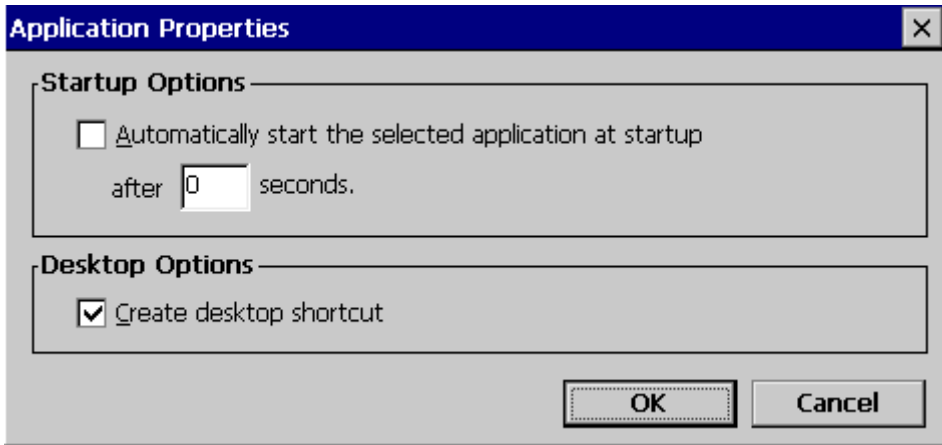 Application Properties
Startup Options
Automatically start the selected application at startup
after 0 seconds.
Desktop Options
Create desktop shortcut
OK Cancel